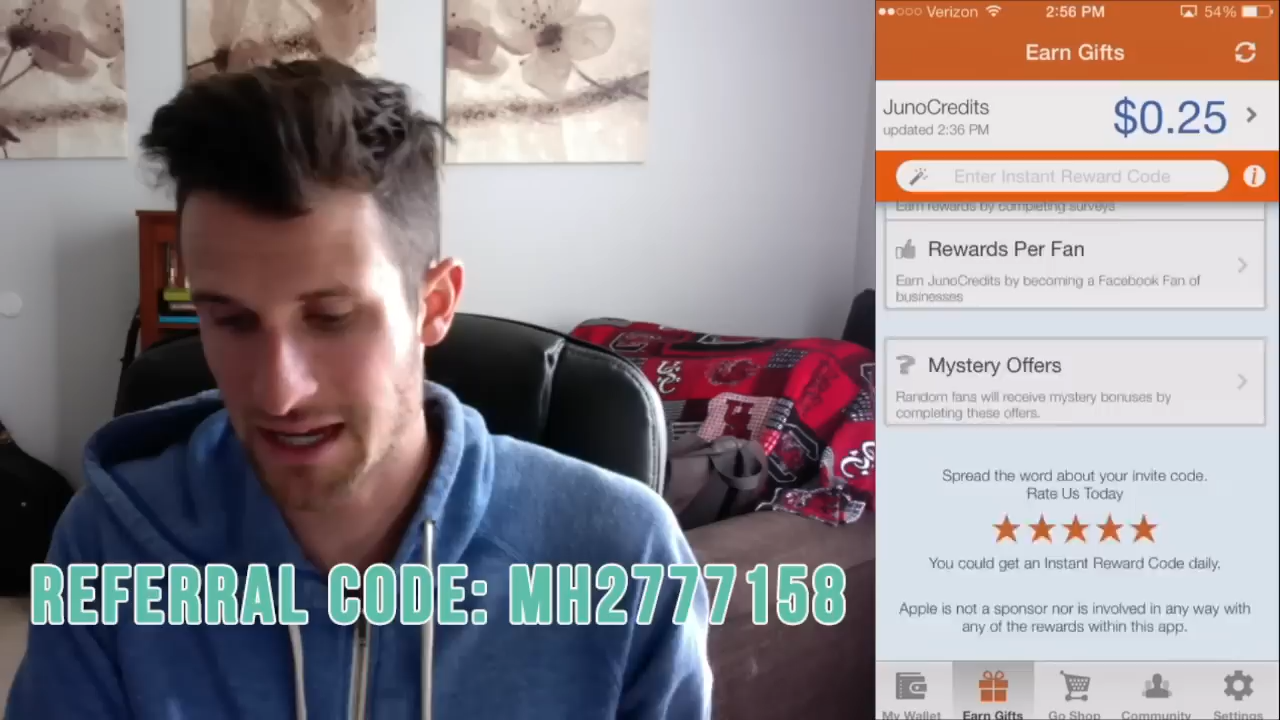 REFERRAL CODE: MH2777158
Verizon 2:56 PM 54%
Earn Gifts
JunoCredits
updated 2:36 PM
$0.25
Enter Instant Reward Code
Earn rewards by completing surveys
Rewards Per Fan
Earn JunoCredits by becoming a Facebook Fan of
businesses
Mystery Offers
Random fans will receive mystery bonuses by
completing these offers.
Spread the word about your invite code.
Rate Us Today
You could get an Instant Reward Code daily.
Apple is not a sponsor nor is involved in any way with
any of the rewards within this app.
My Wallet Earn Gifts Go Shop Community Settings